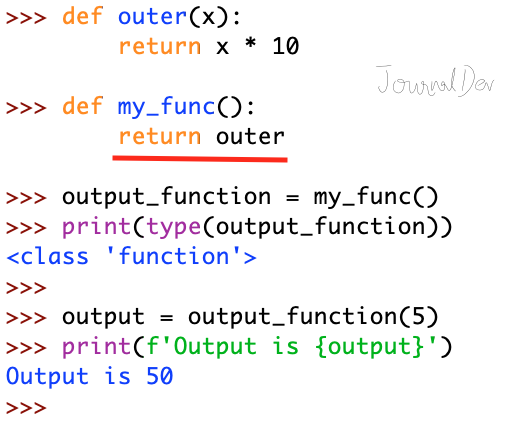 >>> def outer(x):
        return x * 10
JournalDev
>>> def my_func():
        return outer
>>> output_function = my_func()
>>> print(type(output_function))
<class 'function'>
>>>
>>> output = output_function(5)
>>> print(f'Output is {output}')
Output is 50
>>>